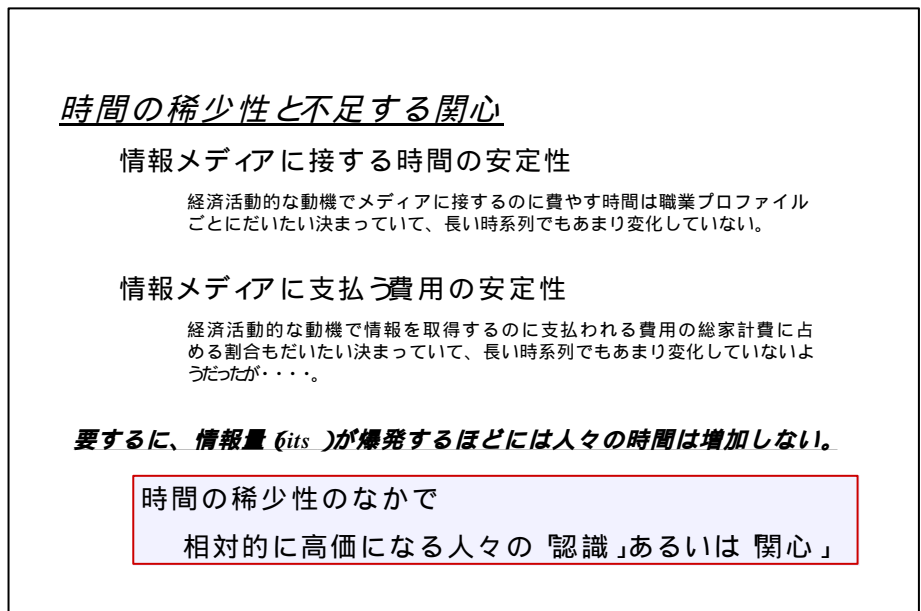 時間の稀少性と不足する関心
情報メディアに接する時間の安定性
経済活動的な動機でメディアに接するのに費やす時間は職業プロファイル
ごとにだいたい決まっていて、長い時系列でもあまり変化していない。
情報メディアに支払う費用の安定性
経済活動的な動機で情報を取得するのに支払われる費用の総家計費に占
める割合もだいたい決まっていて、長い時系列でもあまり変化していないよ
うだったが・・・・。
要するに、情報量(bits )が爆発するほどには人々の時間は増加しない。
時間の稀少性のなかで
相対的に高価になる人々の「認識」あるいは「関心」